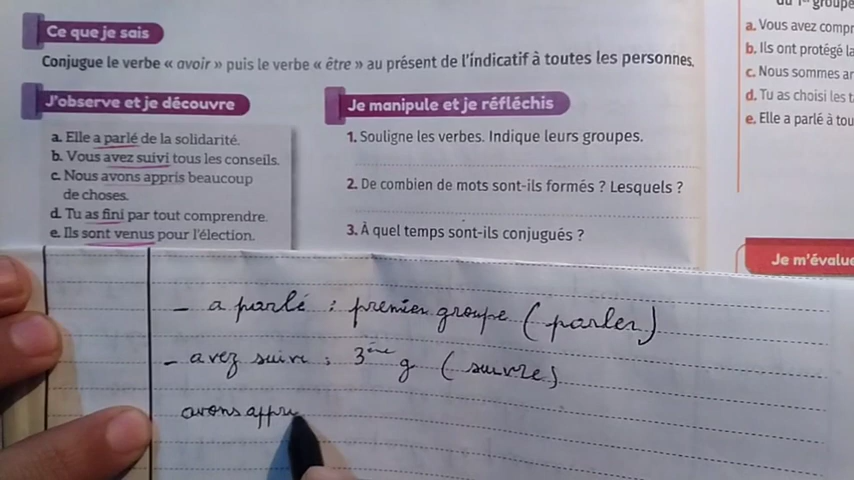 Ce que je sais
Conjugue le verbe « avoir » puis le verbe « être » au présent de l'indicatif à toutes les personnes.
J'observe et je découvre
a. Elle a parlé de la solidarité.
b. Vous avez suivi tous les conseils.
c. Nous avons appris beaucoup
de choses.
d. Tu as fini par tout comprendre.
e. Ils sont venus pour l'élection.
Je manipule et je réfléchis
1. Souligne les verbes. Indique leurs groupes.
2. De combien de mots sont-ils formés ? Lesquels ?
3. À quel temps sont-ils conjugués ?
du 1er groupe
a. Vous avez compr
b. Ils ont protégé la
c. Nous sommes ar
d. Tu as choisi les t
e. Elle a parlé à tou
Je m'évalue
- a parlé : premier groupe (parler)
- avez suivi : 3ème g (suivre)
avons appri